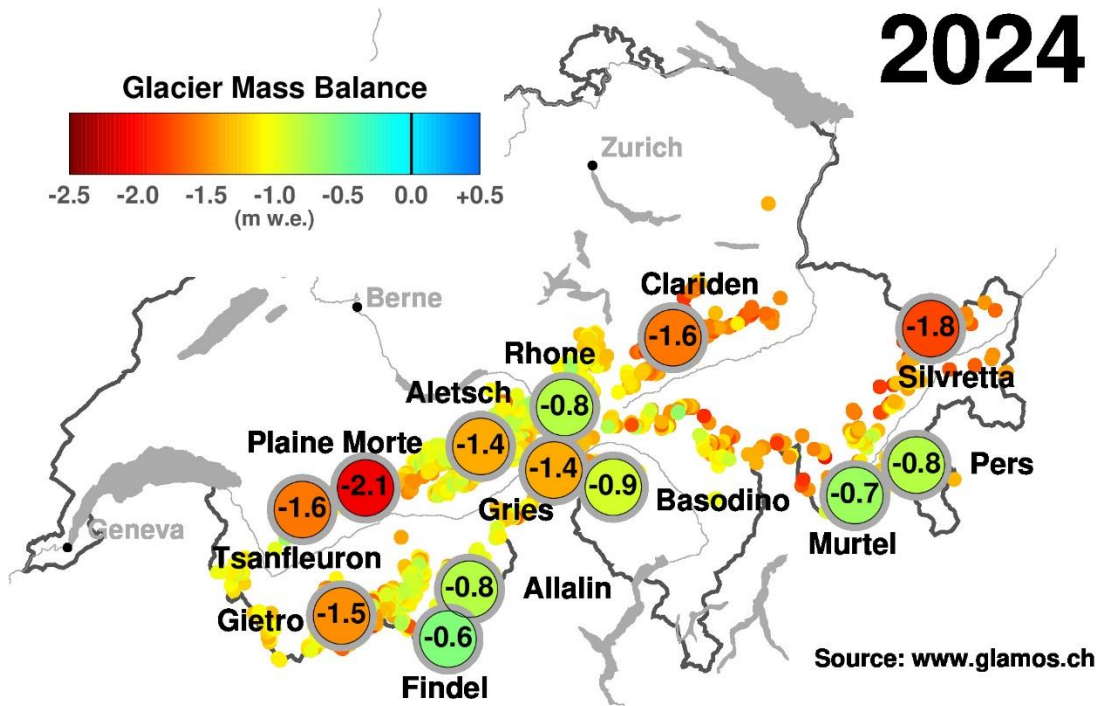 2024
Glacier Mass Balance
-2.5 -2.0 -1.5 -1.0 -0.5 0.0 +0.5
(m w.e.)
Zurich
Berne
Clariden
-1.6
-1.8
Silvretta
Rhone
-0.8
Aletsch
-1.4
Plaine Morte
-2.1
-1.4
Gries
-0.9
Basodino
-0.8
Pers
-0.7
Murtel
-1.6
Tsanfleuron
Geneva
-0.8
Allalin
Gietro
-1.5
-0.6
Findel
Source: www.glamos.ch